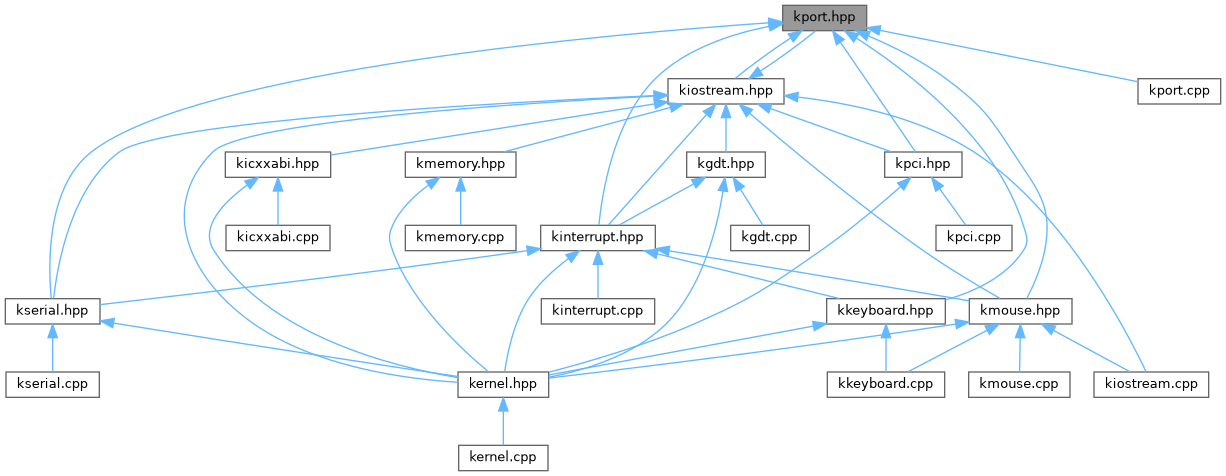 kport.hpp
kiostream.hpp
kport.cpp
kicxxabi.hpp
kmemory.hpp
kgdt.hpp
kpci.hpp
kicxxabi.cpp
kmemory.cpp
kinterrupt.hpp
kgdt.cpp
kpci.cpp
kserial.hpp
kinterrupt.cpp
kkeyboard.hpp
kmouse.hpp
kserial.cpp
kernel.hpp
kkeyboard.cpp
kmouse.cpp
kiostream.cpp
kernel.cpp